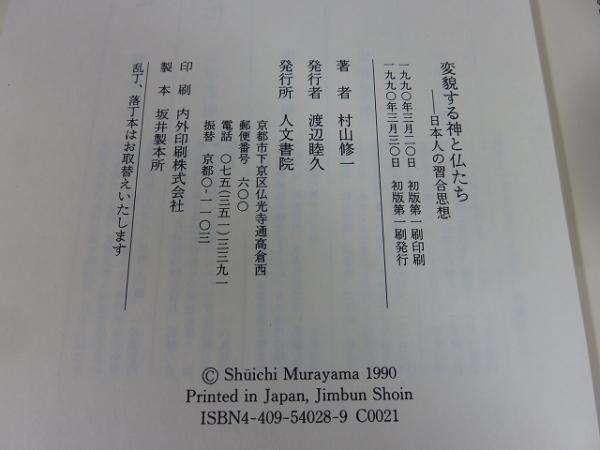 変貌する神と仏たち
──日本人の習合思想
一九九〇年三月二〇日 初版第一刷印刷
一九九〇年三月三〇日 初版第一刷発行
著者 村山修一
発行者 渡辺睦久
発行所 人文書院
京都市下京区仏光寺通高倉西
郵便番号 六〇〇
電話 〇七五(三五一)三三九一
振替 京都〇-一一〇三
印刷 内外印刷株式会社
製本 坂井製本所
乱丁、落丁本はお取替えいたします
© Shūichi Murayama 1990
Printed in Japan, Jimbun Shoin
ISBN4-409-54028-9 C0021